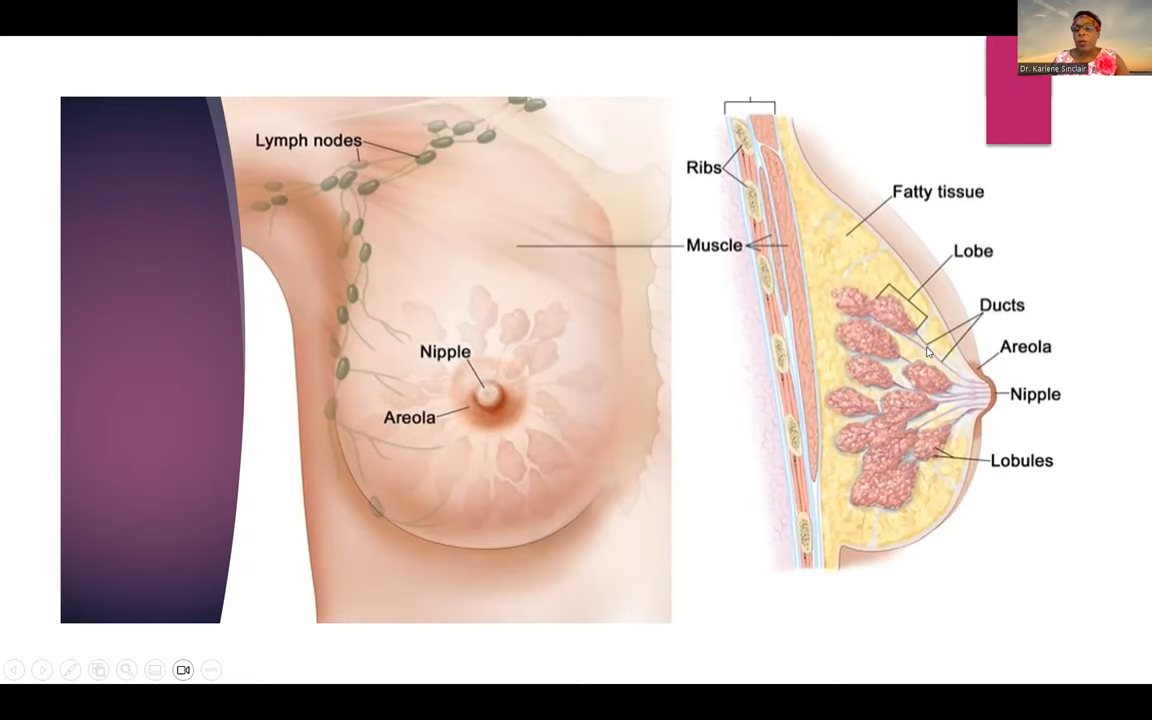 Dr. Karlene Sinclair
Lymph nodes
Ribs
Fatty tissue
Muscle
Lobe
Ducts
Nipple
Areola
Areola
Nipple
Lobules